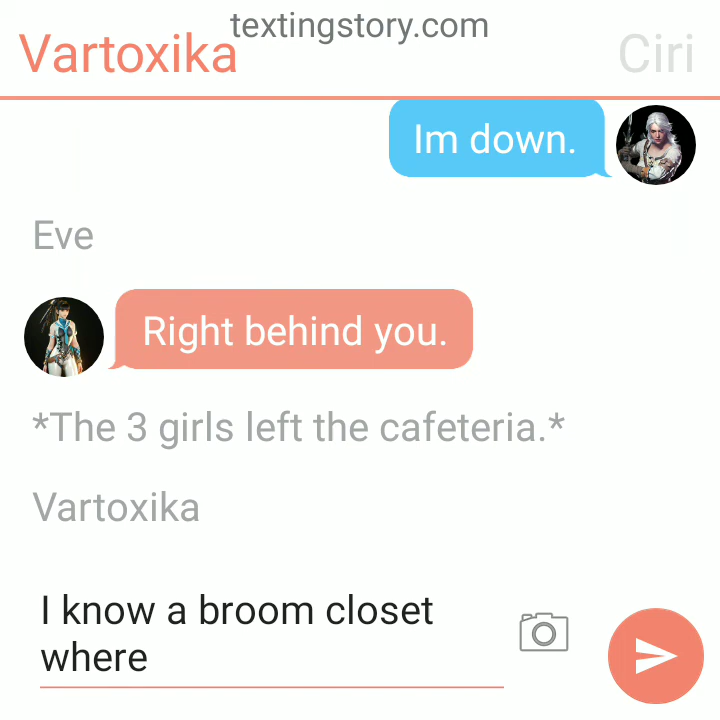 textingstory.com
Vartoxika
Ciri
Im down.
Eve
Right behind you.
*The 3 girls left the cafeteria.*
Vartoxika
I know a broom closet
where